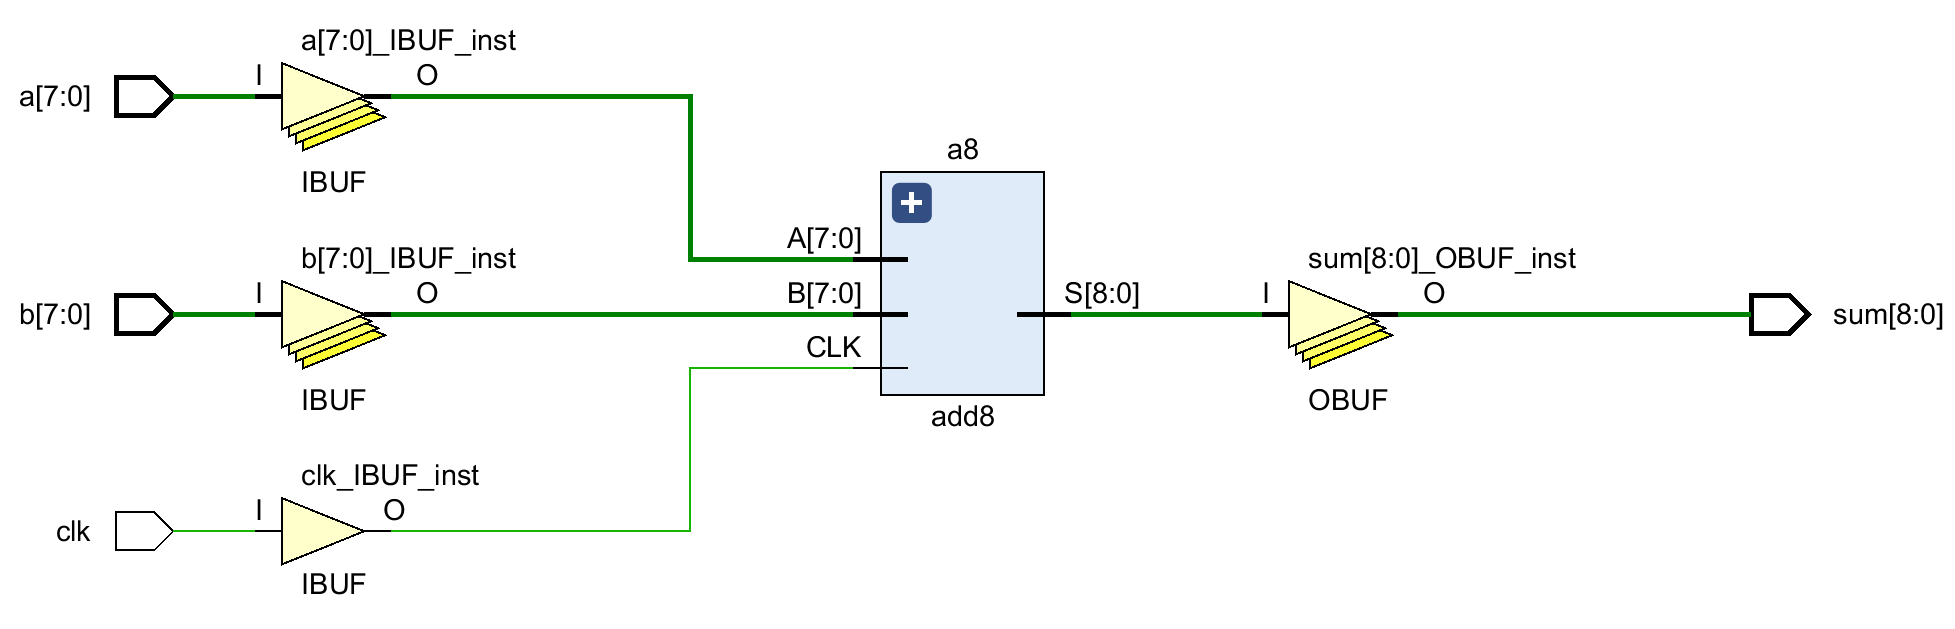 a[7:0]_IBUF_inst
I
O
a[7:0]
IBUF
a8
b[7:0]_IBUF_inst
I
O
b[7:0]
IBUF
A[7:0]
B[7:0]
CLK
S[8:0]
add8
sum[8:0]_OBUF_inst
I
O
sum[8:0]
OBUF
clk_IBUF_inst
I
O
clk
IBUF